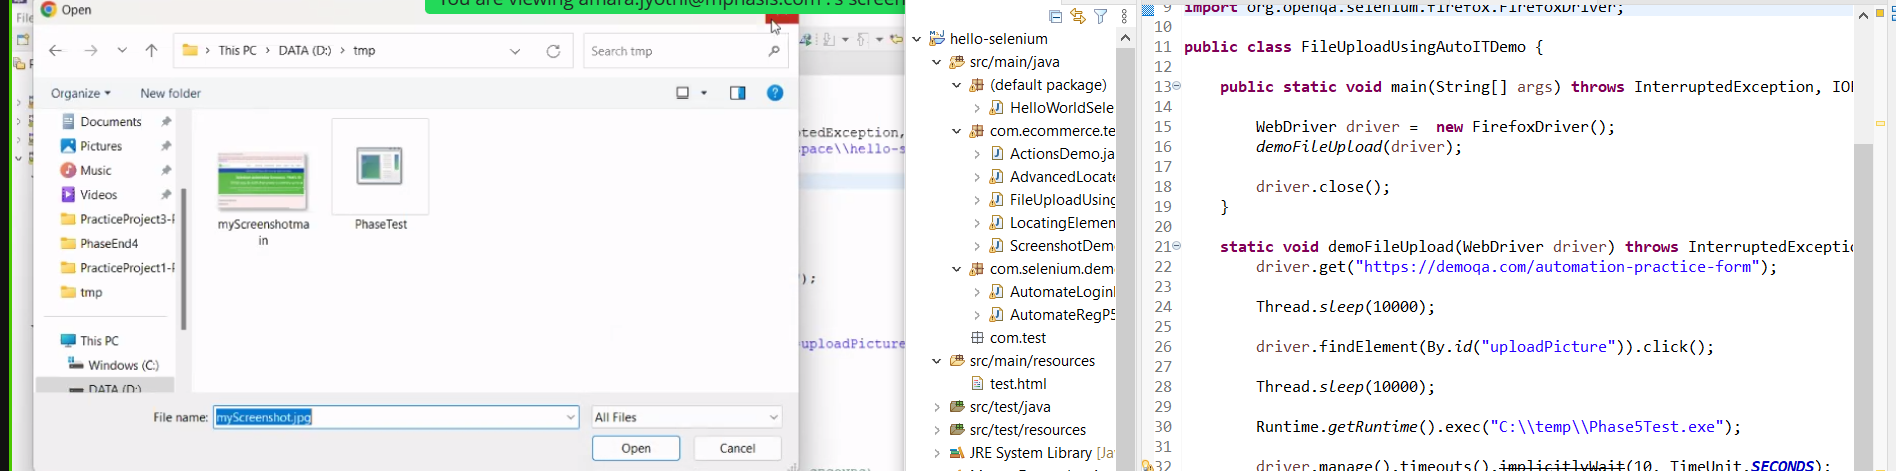 Open
You are viewing amara.jyothi@mphasis.com's screen
File
This PC > DATA (D:) > tmp
Search tmp
Organize
New folder
Documents
Pictures
Music
Videos
PracticeProject3-F
PhaseEnd4
PracticeProject1-F
tmp
This PC
Windows (C:)
DATA (D:)
myScreenshotma
in
PhaseTest
File name:
myScreenshot.jpg
All Files
Open
Cancel
tedException,
space\\hello-s
");
uploadPicture
hello-selenium
src/main/java
(default package)
HelloWorldSele
com.ecommerce.te
ActionsDemo.ja
AdvancedLocate
FileUploadUsing
LocatingElemen
ScreenshotDem
com.selenium.dem
AutomateLogin
AutomateRegP5
com.test
src/main/resources
test.html
src/test/java
src/test/resources
JRE System Library [Ja
9 import org.openqa.selenium.firefox.FirefoxDriver;
10
11 public class FileUploadUsingAutoITDemo {
12
13 public static void main(String[] args) throws InterruptedException, IOE
14
15 WebDriver driver = new FirefoxDriver();
16 demoFileUpload(driver);
17
18 driver.close();
19 }
20
21 static void demoFileUpload(WebDriver driver) throws InterruptedExceptio
22 driver.get("https://demoqa.com/automation-practice-form");
23
24 Thread.sleep(10000);
25
26 driver.findElement(By.id("uploadPicture")).click();
27
28 Thread.sleep(10000);
29
30 Runtime.getRuntime().exec("C:\\temp\\Phase5Test.exe");
31
32 driver.manage().timeouts().implicitlyWait(10, TimeUnit.SECONDS);